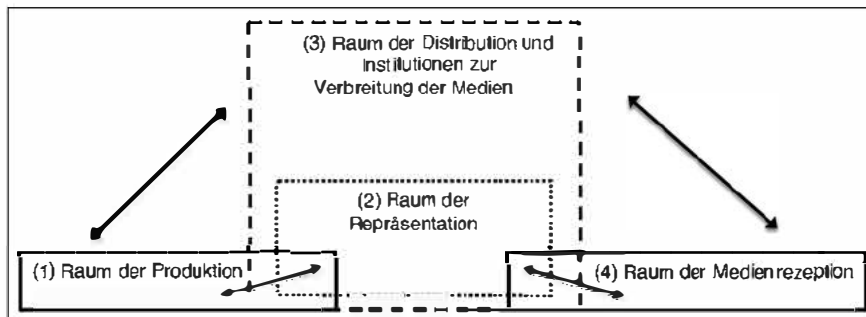 (3) Raum der Distribution und
Institutionen zur
Verbreitung der Medien
(2) Raum der
Repräsentation
(1) Raum der Produktion
(4) Raum der Medienrezeption